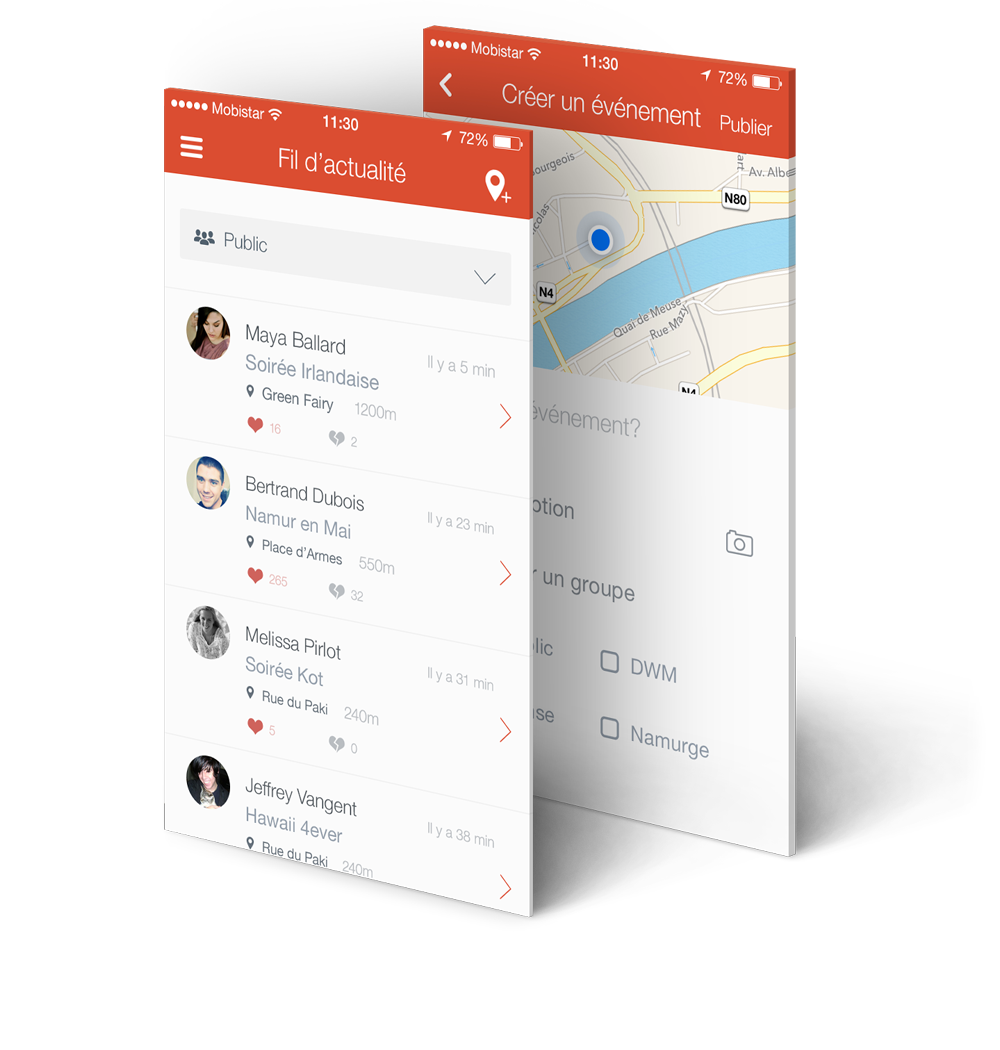 Mobistar
11:30
72%
Fil d’actualité
Public
Maya Ballard
Il y a 5 min
Soirée Irlandaise
Green Fairy 1200m
16 2
Bertrand Dubois
Il y a 23 min
Namur en Mai
Place d’Armes 550m
265 32
Melissa Pirlot
Il y a 31 min
Soirée Kot
Rue du Paki 240m
5 0
Jeffrey Vangent
Il y a 38 min
Hawaii 4ever
Rue du Paki 240m
Mobistar
11:30
72%
Créer un événement
Publier
Av. Albe
N80
N4
Quai de Meuse
Rue Mazy
N4
événement?
ption
r un groupe
lic
DWM
nse
Namurge